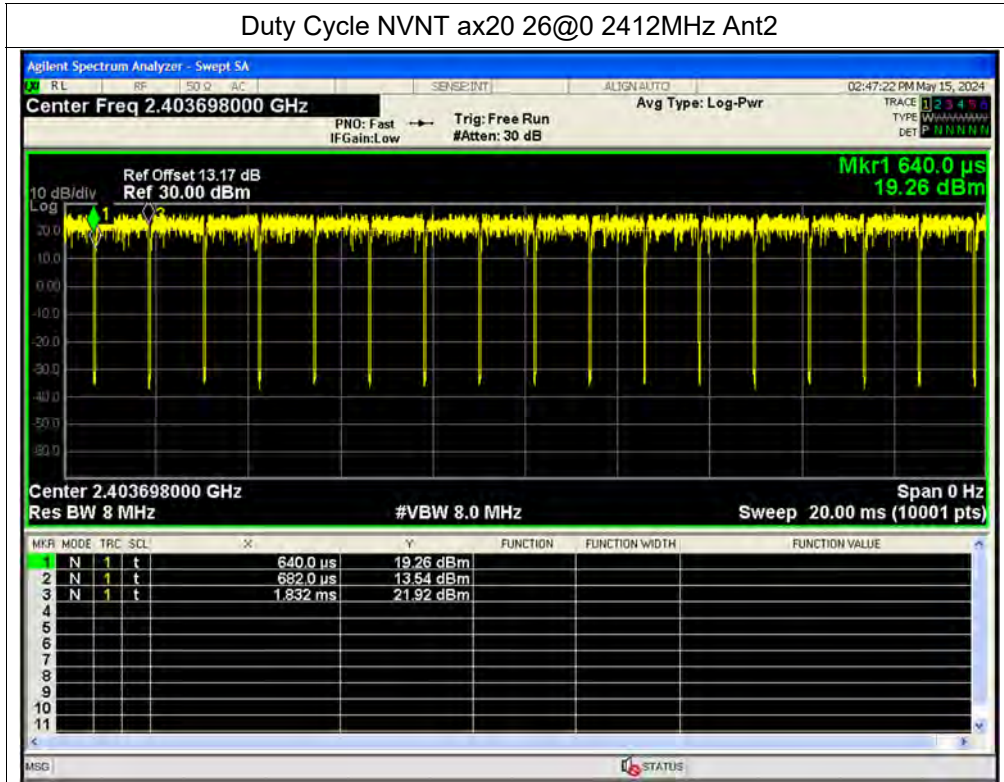 Duty Cycle NVNT ax20 26@0 2412MHz Ant2
Agilent Spectrum Analyzer - Swept SA
RL RF 50 Ω AC SENSE:INT ALIGN AUTO 02:47:22 PM May 15, 2024
Center Freq 2.403698000 GHz Avg Type: Log-Pwr TRACE 1 2 3 4 5 6
PNO: Fast Trig: Free Run TYPE W
IFGain:Low #Atten: 30 dB DET P N N N N N
Mkr1 640.0 µs
Ref Offset 13.17 dB
10 dB/div Ref 30.00 dBm 19.26 dBm
Log
1 3
20.0
10.0
0.00
-10.0
-20.0
-30.0
-40.0
-50.0
-60.0
Center 2.403698000 GHz Span 0 Hz
Res BW 8 MHz #VBW 8.0 MHz Sweep 20.00 ms (10001 pts)
MKR MODE TRC SCL X Y FUNCTION FUNCTION WIDTH FUNCTION VALUE
1 N 1 t 640.0 µs 19.26 dBm
2 N 1 t 682.0 µs 13.54 dBm
3 N 1 t 1.832 ms 21.92 dBm
4
5
6
7
8
9
10
11
MSG STATUS